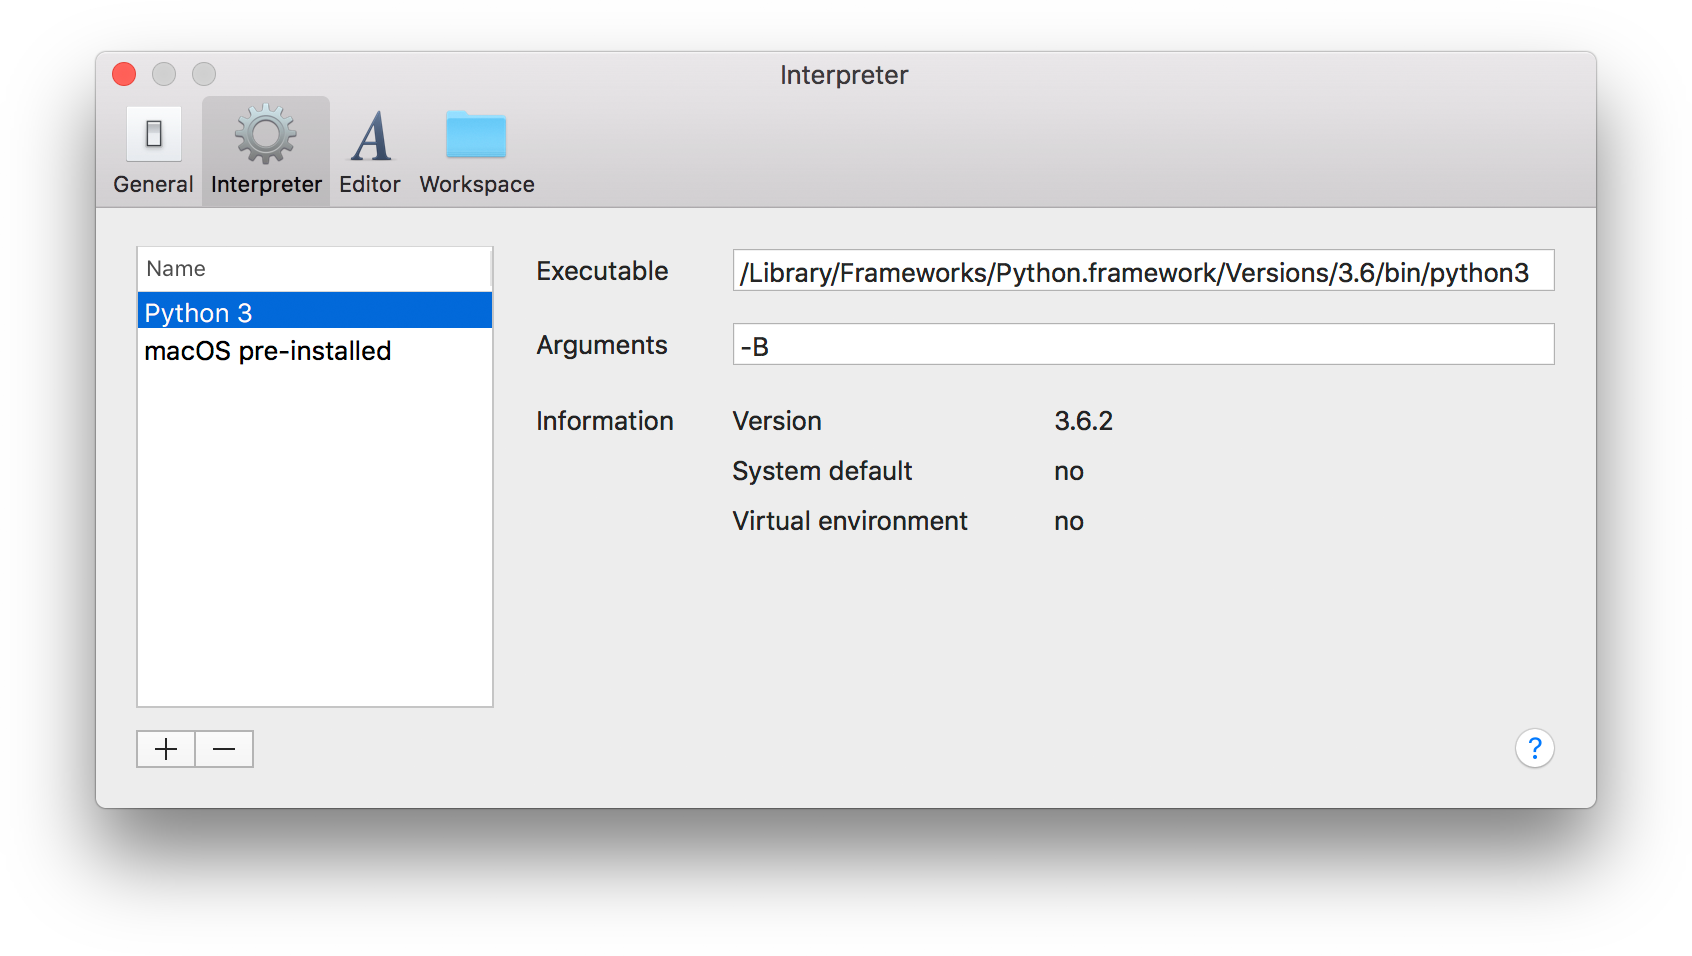 Interpreter
General Interpreter Editor Workspace
Name
Python 3
macOS pre-installed
Executable /Library/Frameworks/Python.framework/Versions/3.6/bin/python3
Arguments -B
Information Version 3.6.2
System default no
Virtual environment no
?